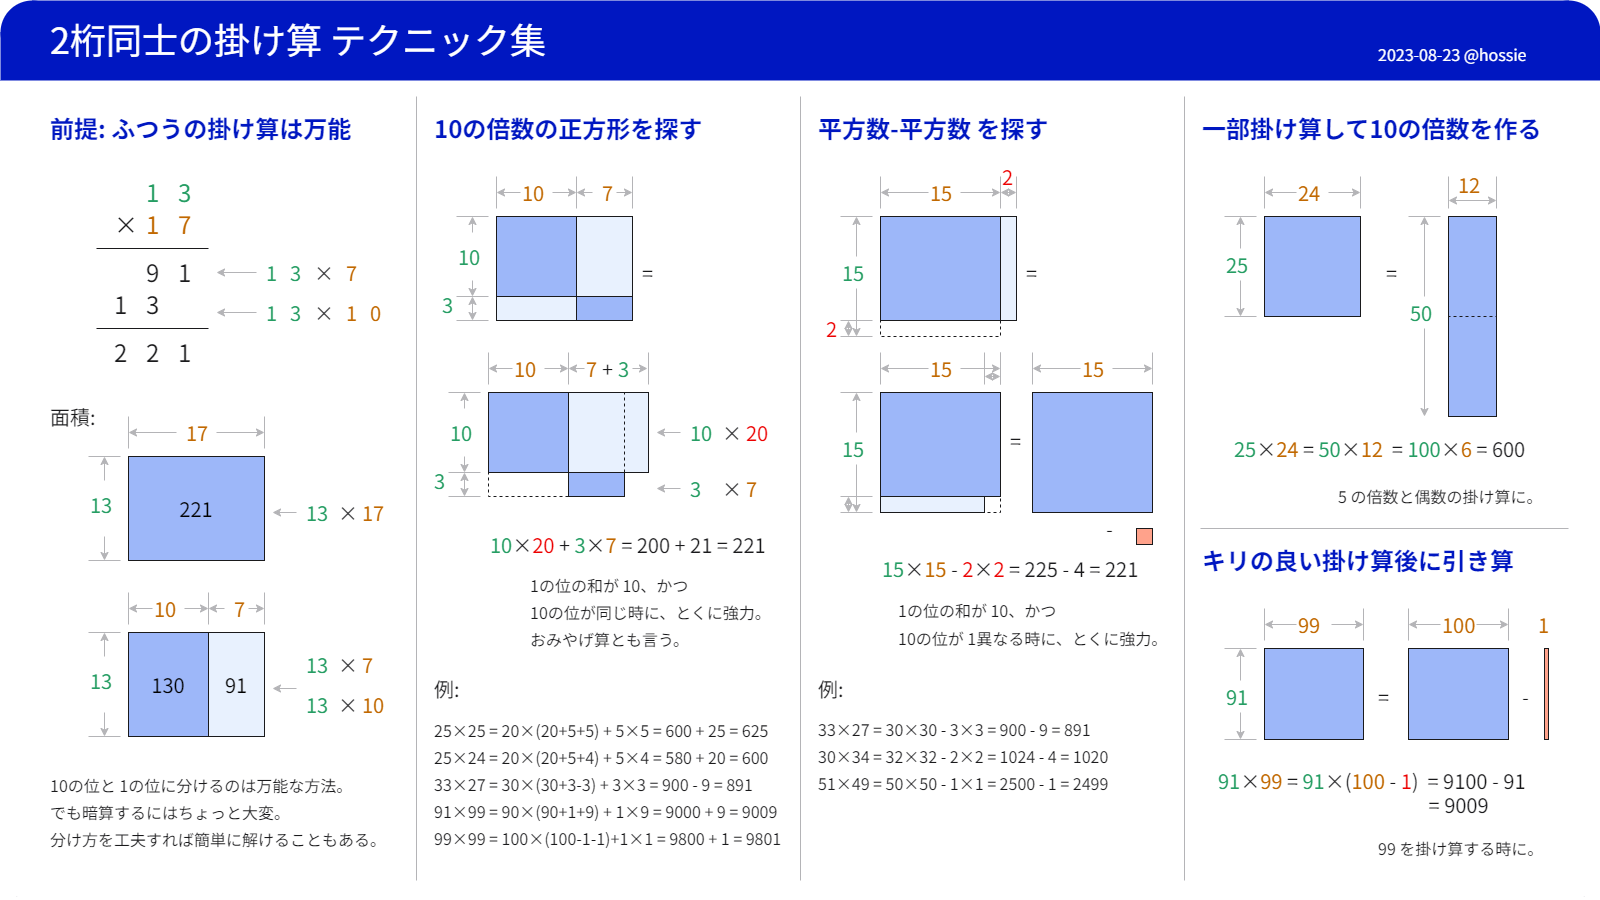 2桁同士の掛け算 テクニック集
2023-08-23 @hossie
前提: ふつうの掛け算は万能
1 3
×1 7
9 1 1 3 × 7
1 3 1 3 × 1 0
2 2 1
面積:
17
13
221
13 ×17
10 7
13
130 91
13 ×7
13 ×10
10の位と 1の位に分けるのは万能な方法。
でも暗算するにはちょっと大変。
分け方を工夫すれば簡単に解けることもある。
10の倍数の正方形を探す
10 7
10
3
=
10 7 + 3
10
3
10 ×20
3 ×7
10×20 + 3×7 = 200 + 21 = 221
1の位の和が 10、かつ
10の位が同じ時に、とくに強力。
おみやげ算とも言う。
例:
25×25 = 20×(20+5+5) + 5×5 = 600 + 25 = 625
25×24 = 20×(20+5+4) + 5×4 = 580 + 20 = 600
33×27 = 30×(30+3-3) + 3×3 = 900 - 9 = 891
91×99 = 90×(90+1+9) + 1×9 = 9000 + 9 = 9009
99×99 = 100×(100-1-1)+1×1 = 9800 + 1 = 9801
平方数-平方数 を探す
15 2
15
2
=
15
15
=
15
-
15×15 - 2×2 = 225 - 4 = 221
1の位の和が 10、かつ
10の位が 1異なる時に、とくに強力。
例:
33×27 = 30×30 - 3×3 = 900 - 9 = 891
30×34 = 32×32 - 2×2 = 1024 - 4 = 1020
51×49 = 50×50 - 1×1 = 2500 - 1 = 2499
一部掛け算して10の倍数を作る
24
25
=
12
50
25×24 = 50×12 = 100×6 = 600
5 の倍数と偶数の掛け算に。
キリの良い掛け算後に引き算
99
91
=
100
-
1
91×99 = 91×(100 - 1) = 9100 - 91
= 9009
99 を掛け算する時に。